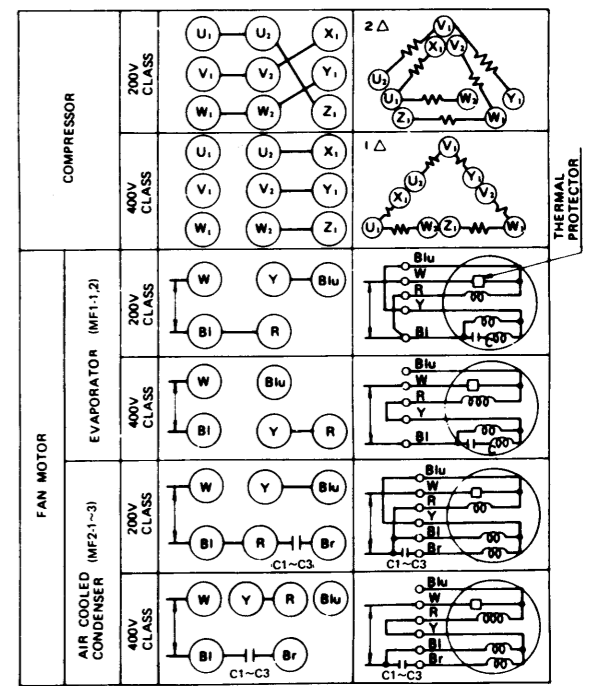 COMPRESSOR
200V CLASS
U₁ U₂ X₁
V₁ V₂ Y₁
W₁ W₂ Z₁
2△
V₁
X₁ V₂
U₂
U₁ W₂ Y₁
Z₁ W₁
400V CLASS
U₁ U₂ X₁
V₁ V₂ Y₁
W₁ W₂ Z₁
1△
V₁
U₂ Y₁
X₁ V₂
U₁ W₂ Z₁ W₁
THERMAL PROTECTOR
FAN MOTOR
EVAPORATOR (MF1-1,2)
200V CLASS
W Y Blu
Bl R
Blu
W
R
Y
Bl
C
400V CLASS
W Blu
Bl Y R
Blu
W
R
Y
Bl
C
AIR COOLED CONDENSER (MF2-1~3)
200V CLASS
W Y Blu
Bl R Br
C1~C3
Blu
W
R
Y
Bl
Br
C1~C3
400V CLASS
W Y R Blu
Bl Br
C1~C3
Blu
W
R
Y
Bl
Br
C1~C3